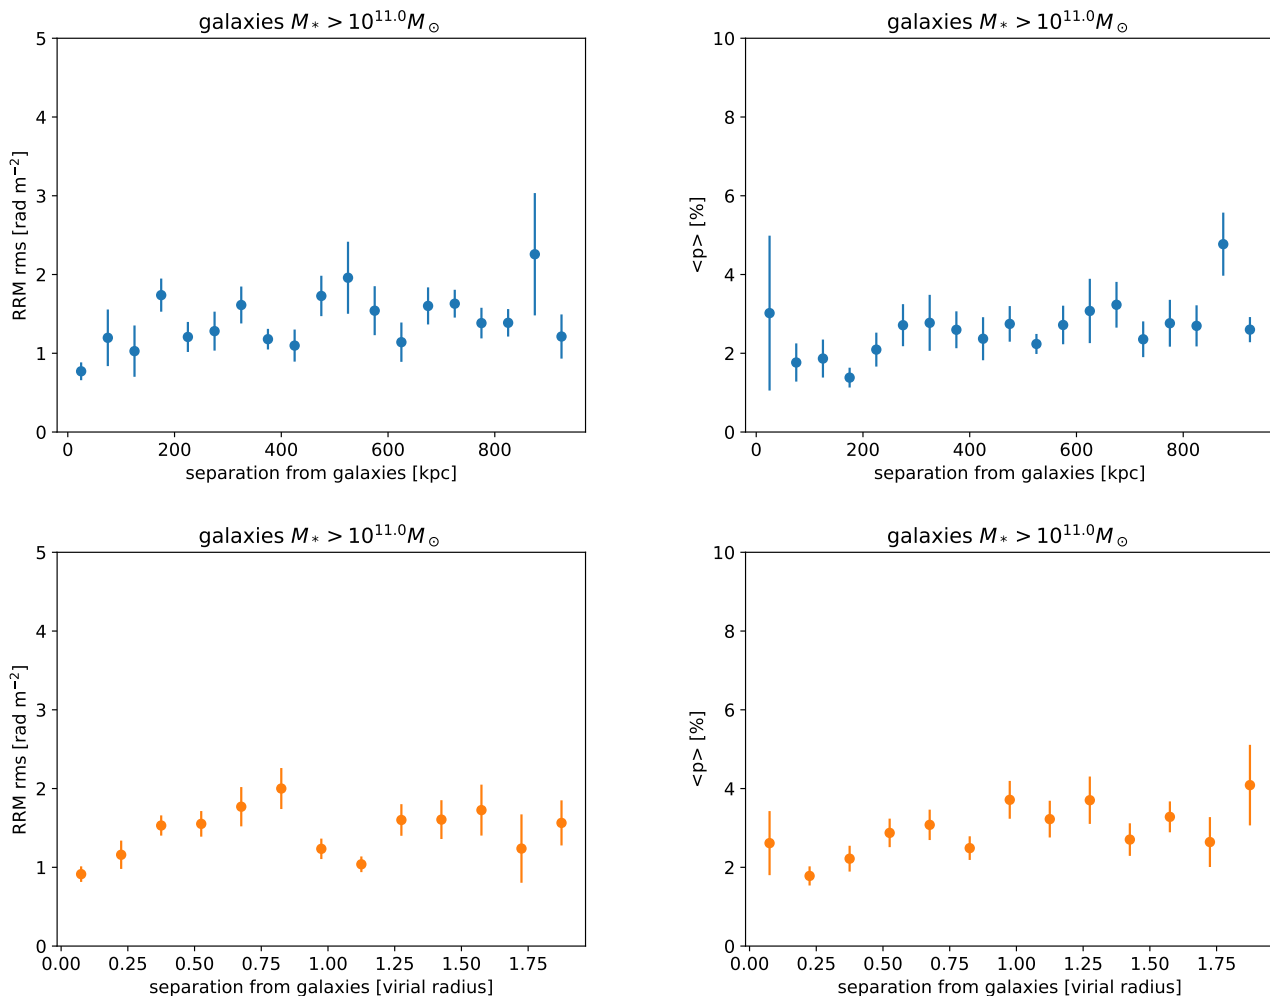 galaxies $M_* > 10^{11.0} M_\odot$
5
4
3
2
1
0
RRM rms [rad m$^{-2}$]
0 200 400 600 800
separation from galaxies [kpc]
galaxies $M_* > 10^{11.0} M_\odot$
10
8
6
4
2
0
<p> [%]
0 200 400 600 800
separation from galaxies [kpc]
galaxies $M_* > 10^{11.0} M_\odot$
5
4
3
2
1
0
RRM rms [rad m$^{-2}$]
0.00 0.25 0.50 0.75 1.00 1.25 1.50 1.75
separation from galaxies [virial radius]
galaxies $M_* > 10^{11.0} M_\odot$
10
8
6
4
2
0
<p> [%]
0.00 0.25 0.50 0.75 1.00 1.25 1.50 1.75
separation from galaxies [virial radius]